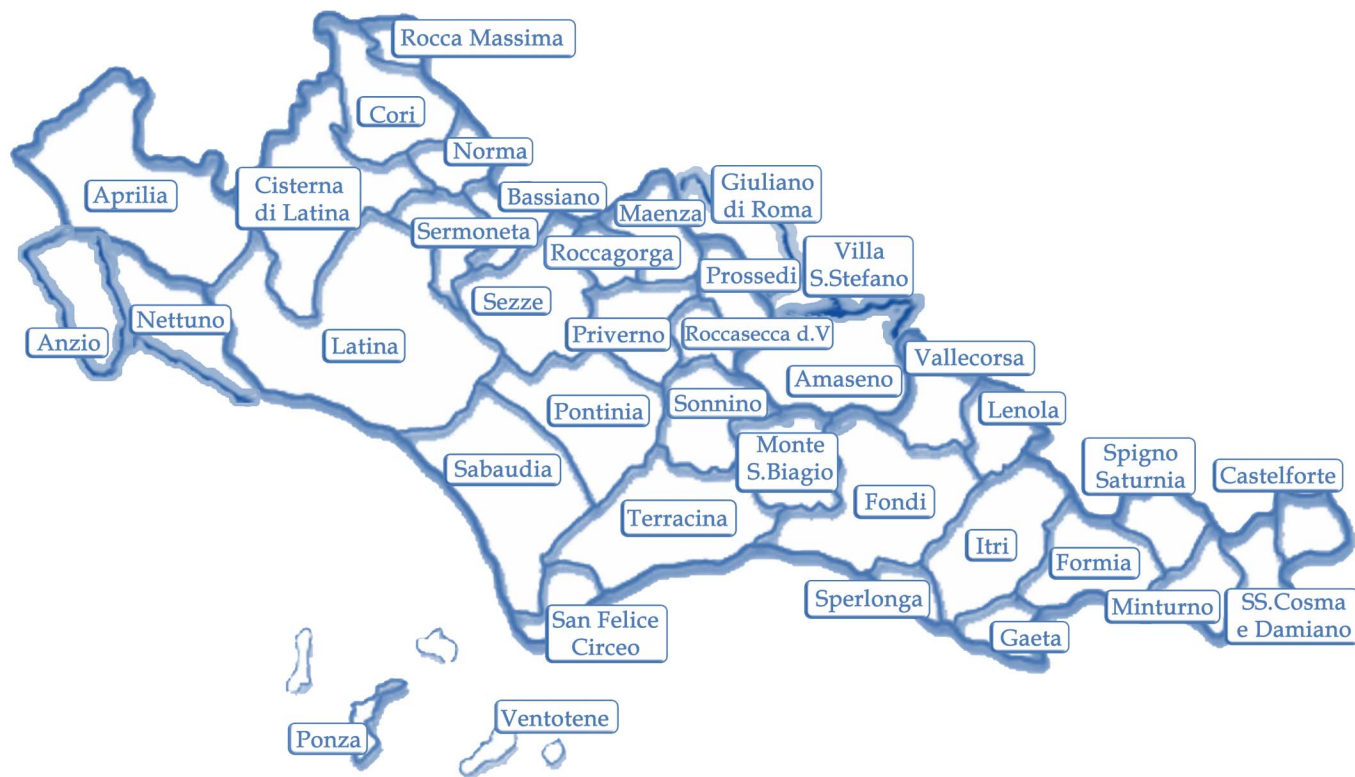 Rocca Massima
Cori
Norma
Aprilia
Cisterna
di Latina
Bassiano
Maenza
Giuliano
di Roma
Sermoneta
Roccagorga
Villa
S.Stefano
Prossedi
Sezze
Nettuno
Anzio
Latina
Priverno
Roccasecca d.V
Vallecorsa
Amaseno
Pontinia
Sonnino
Lenola
Sabaudia
Monte
S.Biagio
Spigno
Saturnia
Castelforte
Terracina
Fondi
Itri
Formia
Sperlonga
Minturno
SS.Cosma
e Damiano
San Felice
Circeo
Gaeta
Ponza
Ventotene